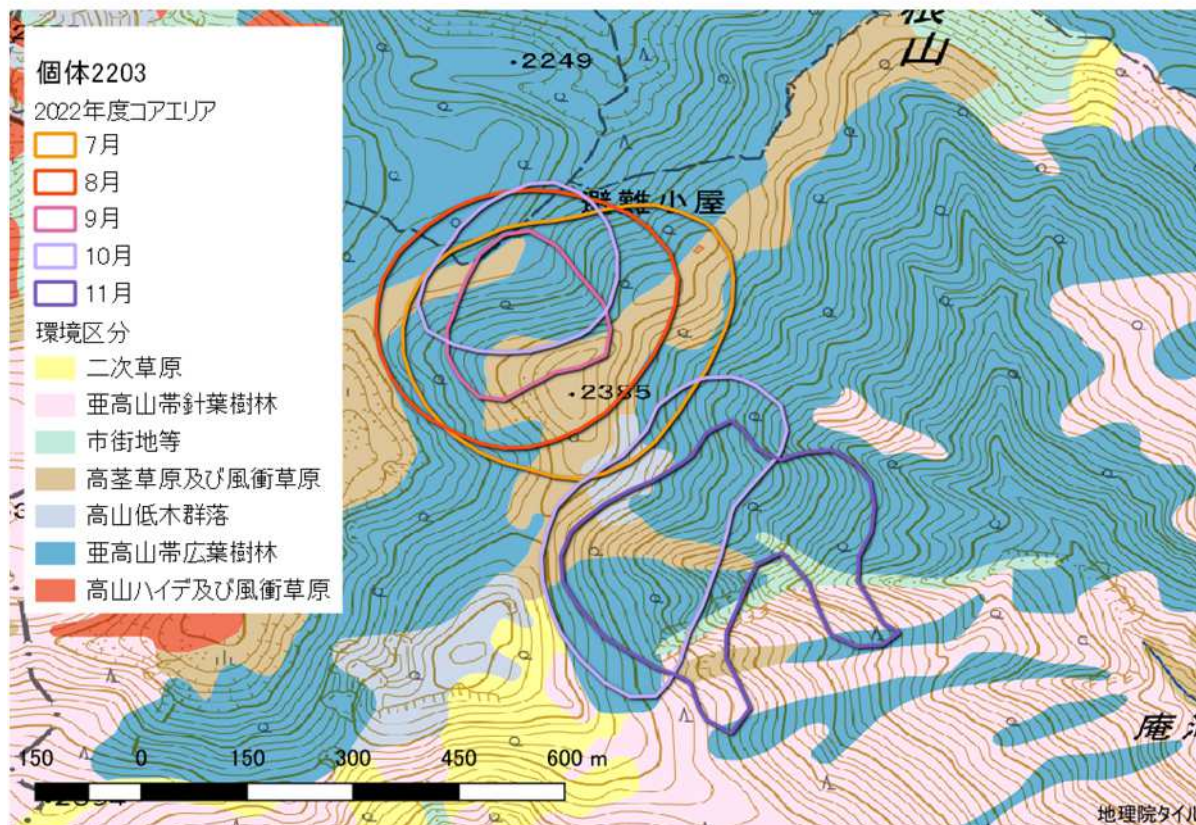 個体2203
2022年度コアエリア
7月
8月
9月
10月
11月
環境区分
二次草原
亜高山帯針葉樹林
市街地等
高茎草原及び風衝草原
高山低木群落
亜高山帯広葉樹林
高山ハイデ及び風衝草原
・2249
山
避難小屋
・2385
庵
150 0 150 300 450 600 m
地理院タイル